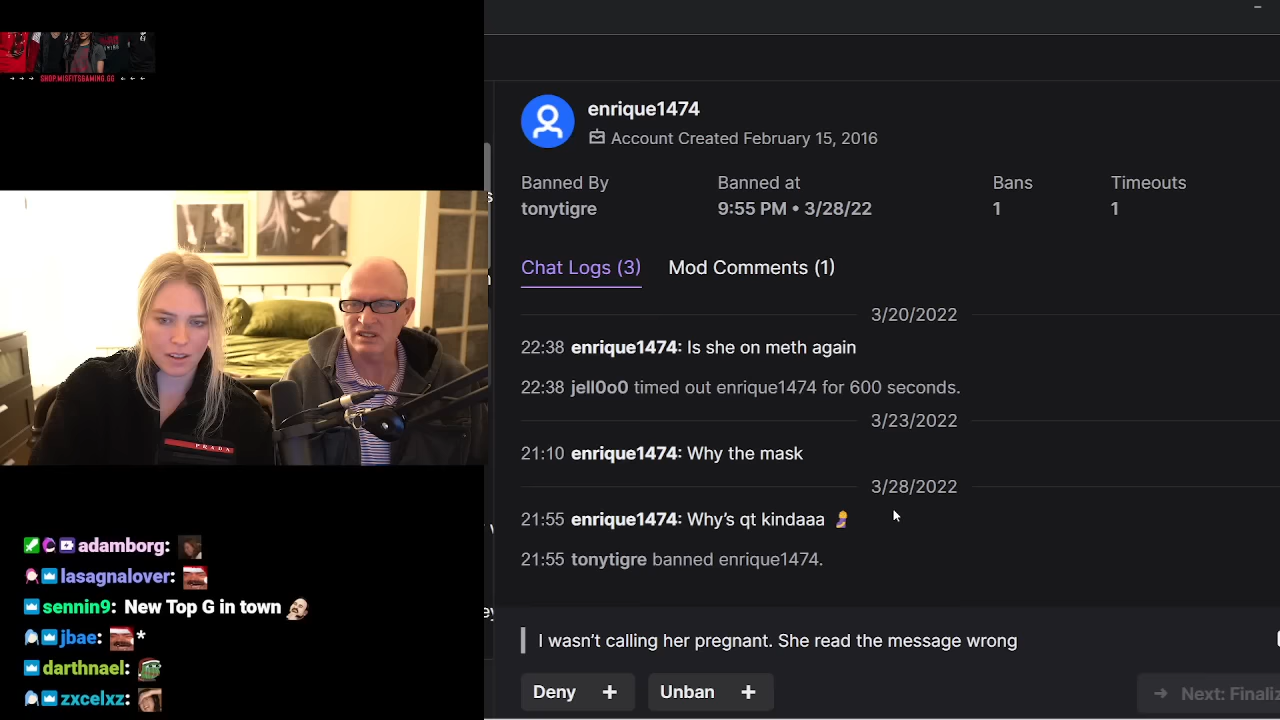 SHOP.MISFITSGAMING.GG
enrique1474
Account Created February 15, 2016
Banned By
Banned at
Bans
Timeouts
tonytigre
9:55 PM • 3/28/22
1
1
Chat Logs (3)
Mod Comments (1)
3/20/2022
22:38 enrique1474: Is she on meth again
22:38 jell0o0 timed out enrique1474 for 600 seconds.
3/23/2022
21:10 enrique1474: Why the mask
3/28/2022
21:55 enrique1474: Why’s qt kindaaa 🤰
21:55 tonytigre banned enrique1474.
I wasn’t calling her pregnant. She read the message wrong
Deny +
Unban +
→ Next: Finaliz
PRADA
adamborg:
lasagnalover:
sennin9: New Top G in town
jbae: *
darthnael:
zxcelxz: